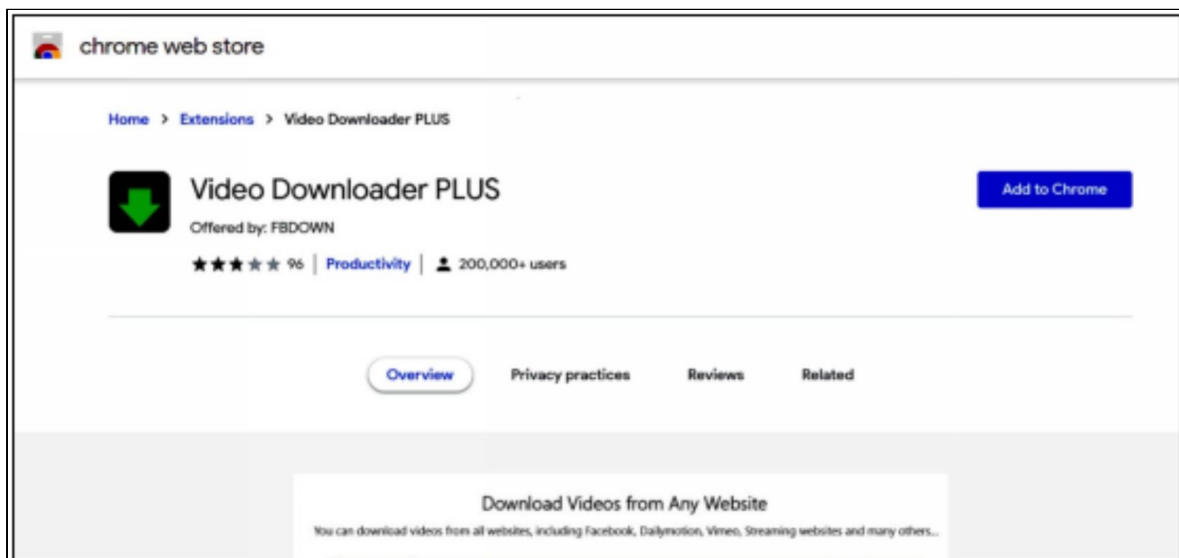 chrome web store
Home > Extensions > Video Downloader PLUS
Video Downloader PLUS
Add to Chrome
Offered by: FBDOWN
96 | Productivity | 200,000+ users
Overview Privacy practices Reviews Related
Download Videos from Any Website
You can download videos from all websites, including Facebook, Dailymotion, Vimeo, Streaming websites and many others...